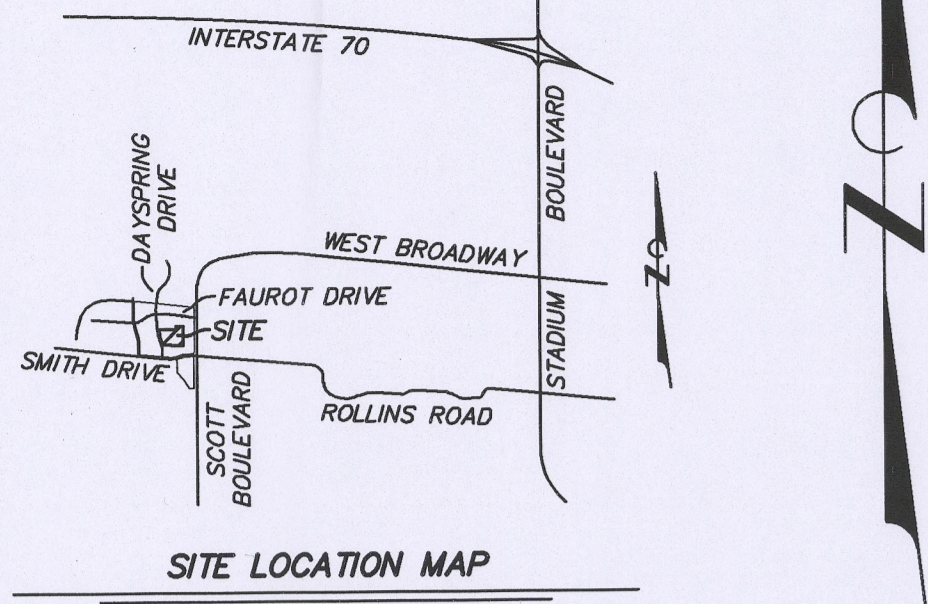 INTERSTATE 70
BOULEVARD
DAYSPRING
DRIVE
WEST BROADWAY
N
N
FAUROT DRIVE
SITE
STADIUM
SMITH DRIVE
SCOTT
BOULEVARD
ROLLINS ROAD
SITE LOCATION MAP